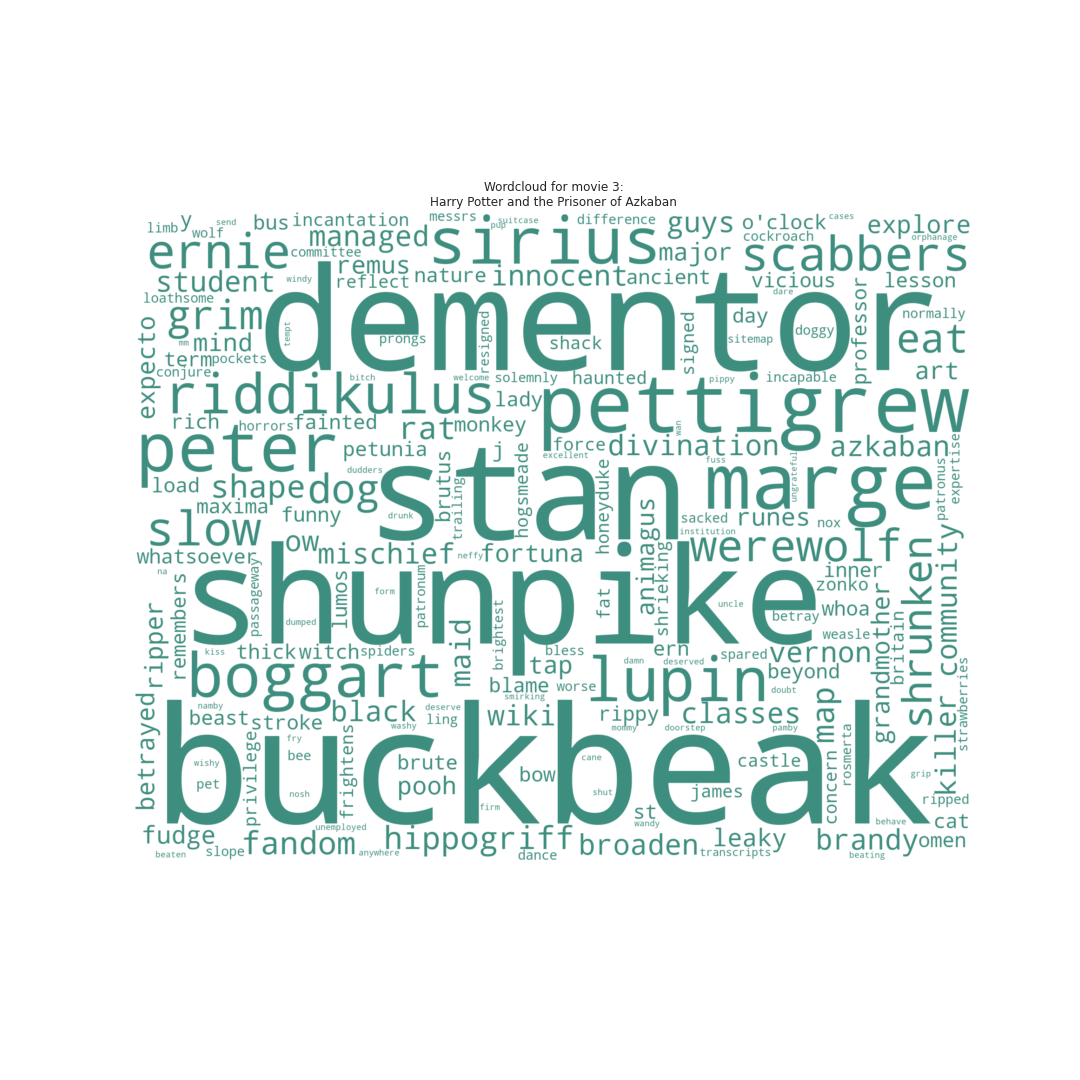 Wordcloud for movie 3:
Harry Potter and the Prisoner of Azkaban
limb
y
send
wolf
bus
incantation
messrs
suitcase
pup
difference
guys
o'clock
cases
explore
ernie
managed
sirius
major
cockroach
orphanage
scabbers
committee
student
windy
remus
reflect
nature
innocent
ancient
vicious
dare
lesson
loathsome
grim
dementor
day
doggy
normally
expecto
mm
mind
tempt
prongs
resigned
shack
signed
sitemap
professor
eat
term
pockets
conjure
riddikulus
bitch
welcome
solemnly
haunted
pippy
incapable
art
rich
horrors
fainted
rat
monkey
lady
pettigrew
wan
peter
petunia
j
force
divination
azkaban
excellent
fuss
ungrateful
dudders
load
shape
dog
brutus
trailing
stan
hogsmeade
honeyduke
marge
patronus
expertise
maxima
funny
drunk
sacked
runes
nox
institution
slow
ow
mischief
neffy
fortuna
animagus
werewolf
whatsoever
na
passageway
lumos
form
patronum
shunpike
shrieking
inner
zonko
shrunken
killer
community
ripper
remembers
dumped
brightest
fat
uncle
betray
whoa
weasle
grandmother
britain
kiss
thick
witch
spiders
maid
bless
ern
damn
deserved
spared
vernon
boggart
tap
blame
worse
smirking
lupin
beyond
doubt
strawberries
betrayed
namby
beast
stroke
black
deserve
ling
washy
wiki
rippy
mommy
classes
doorstep
pamby
map
privilege
fry
bee
wishy
frightens
brute
buckbeak
cane
castle
concern
rosmerta
grip
pet
nosh
pooh
bow
shut
james
ripped
firm
st
wandy
behave
cat
fudge
unemployed
fandom
hippogriff
broaden
leaky
brandy
omen
beaten
slope
anywhere
dance
transcripts
beating